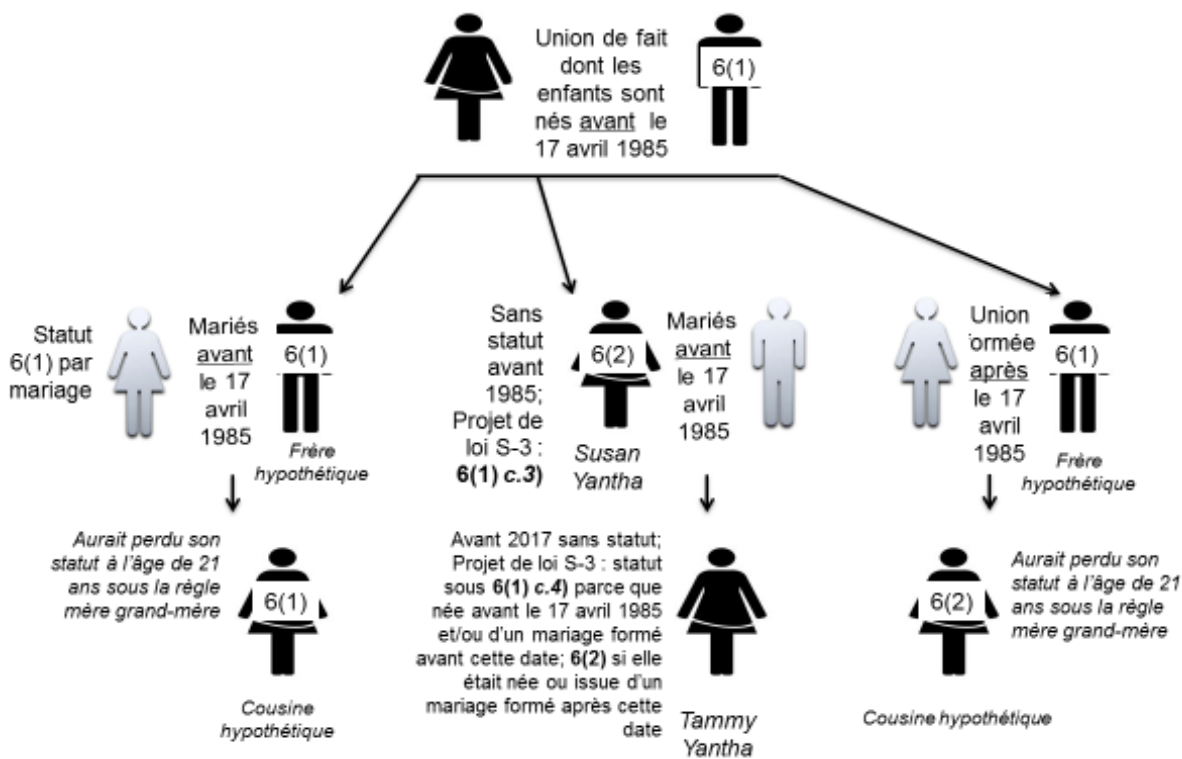 Union de fait
dont les
enfants sont
nés avant le
17 avril 1985
6(1)
Statut
6(1) par
mariage
Mariés
avant
le 17
avril
1985
6(1)
Frère
hypothétique
Aurait perdu son
statut à l'âge de 21
ans sous la règle
mère grand-mère
6(1)
Cousine
hypothétique
Sans
statut
avant
1985;
Projet de
loi S-3 :
6(1) c.3)
6(2)
Susan
Yantha
Mariés
avant
le 17
avril
1985
Avant 2017 sans statut;
Projet de loi S-3 : statut
sous 6(1) c.4) parce que
née avant le 17 avril 1985
et/ou d'un mariage formé
avant cette date; 6(2) si elle
était née ou issue d'un
mariage formé après cette
date
Tammy
Yantha
Union
ormée
après
le 17
avril
1985
6(1)
Frère
hypothétique
6(2)
Aurait perdu son
statut à l'âge de 21
ans sous la règle
mère grand-mère
Cousine hypothétique